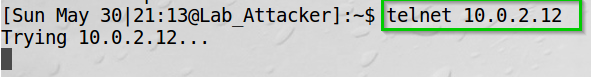 [Sun May 30|21:13@Lab_Attacker]:~$ telnet 10.0.2.12
Trying 10.0.2.12...